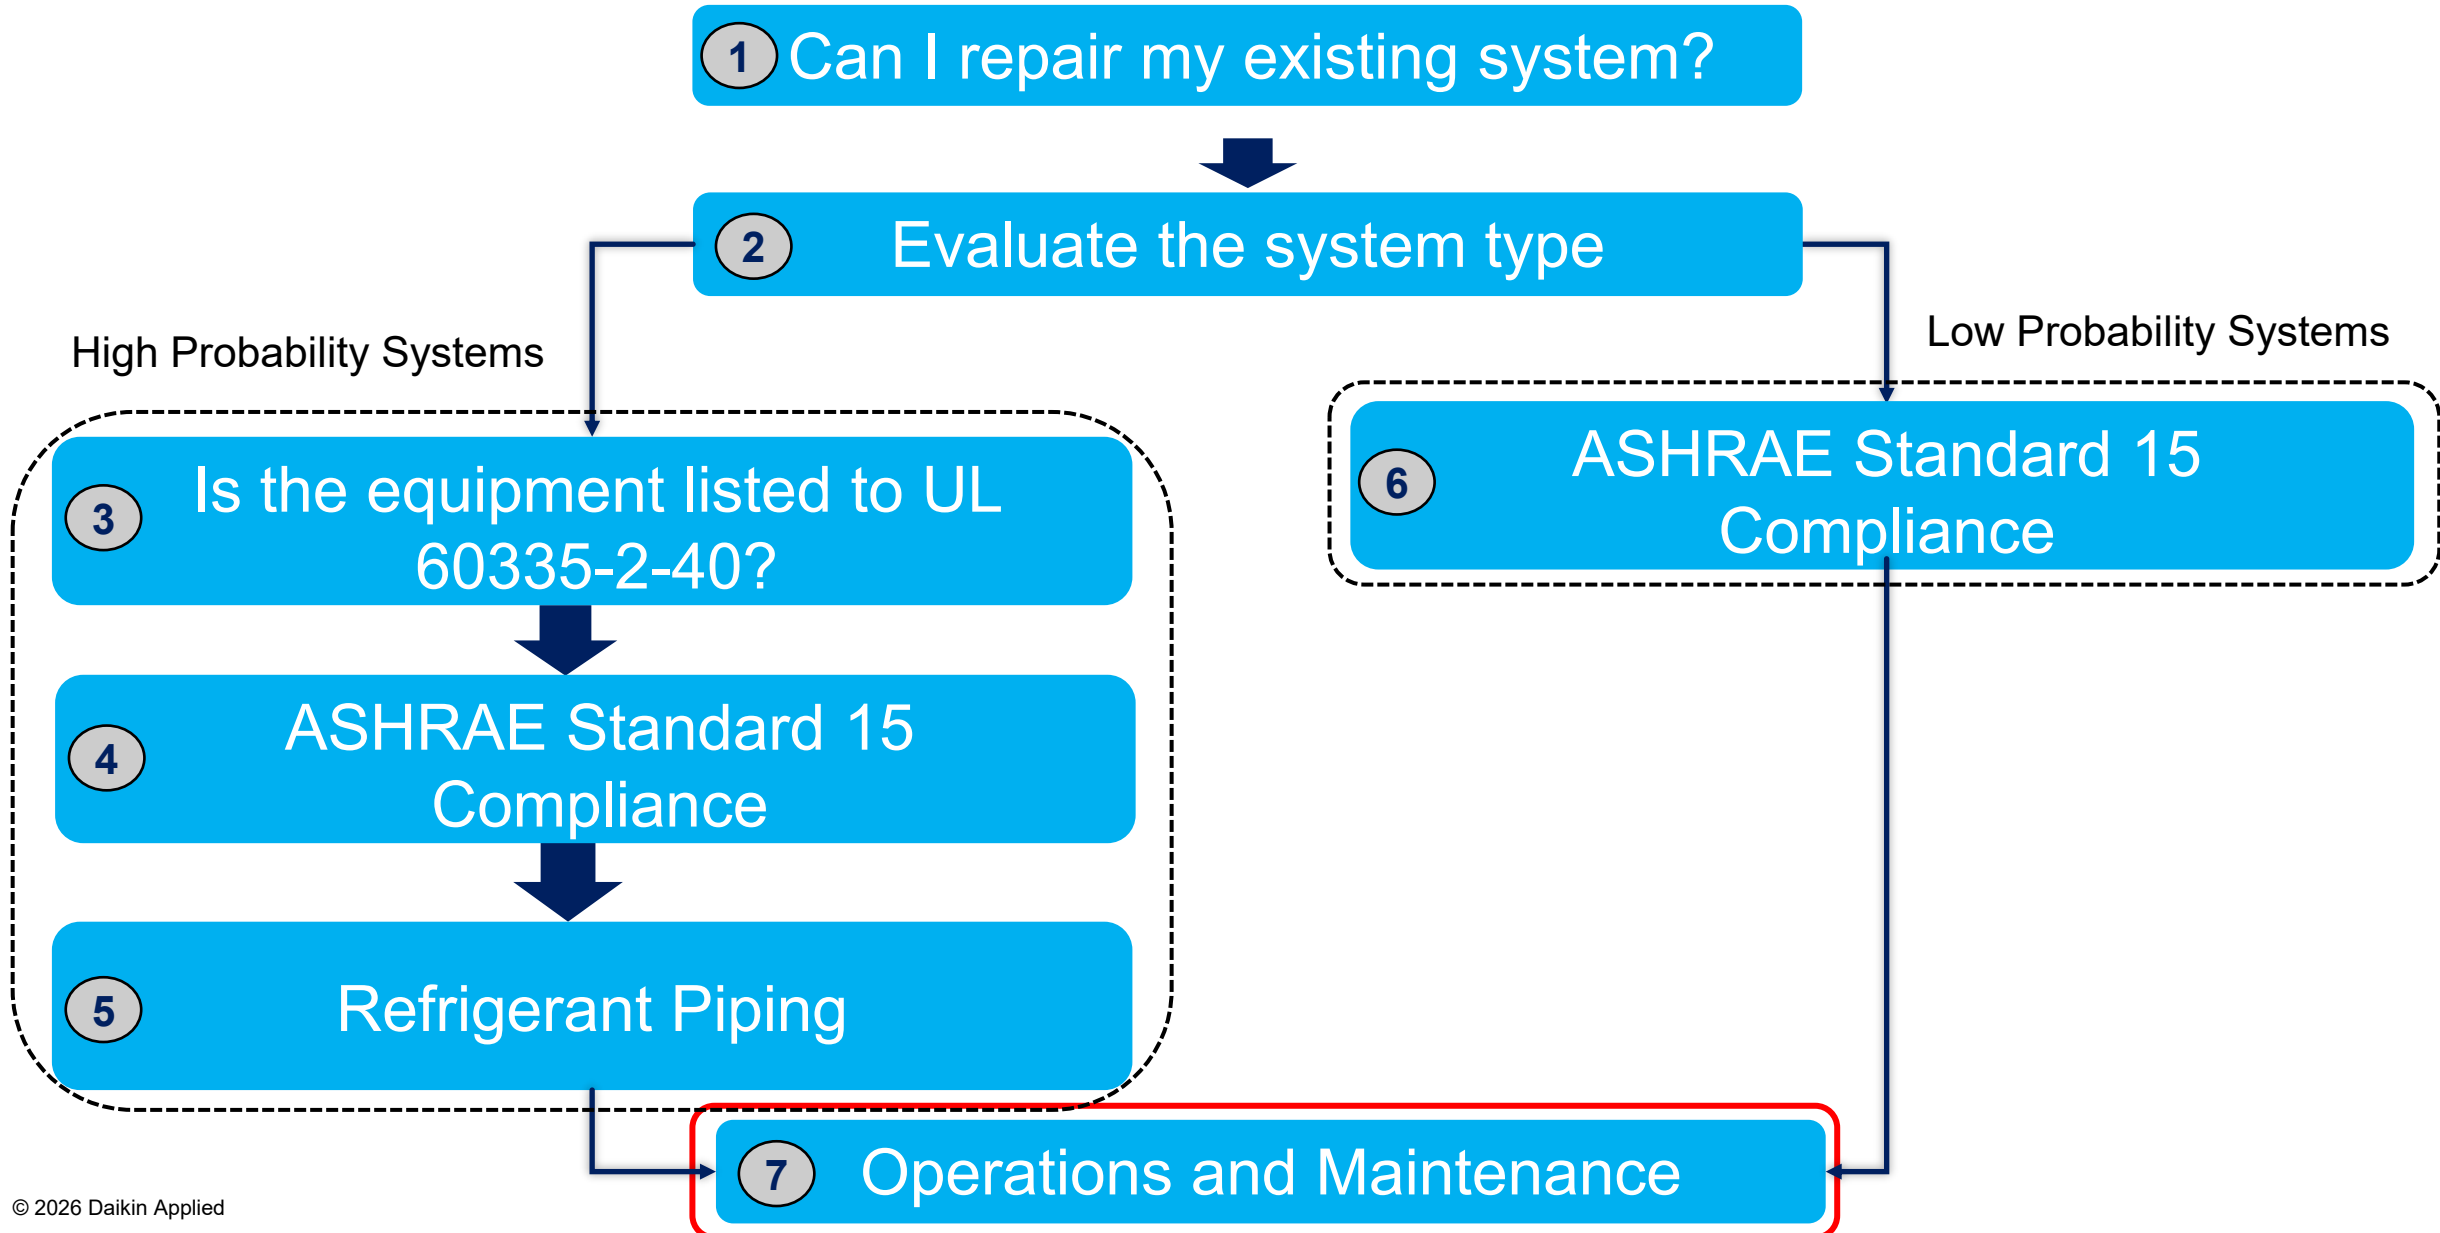 1 Can I repair my existing system?
2 Evaluate the system type
High Probability Systems
Low Probability Systems
3 Is the equipment listed to UL
60335-2-40?
4 ASHRAE Standard 15
Compliance
5 Refrigerant Piping
6 ASHRAE Standard 15
Compliance
7 Operations and Maintenance
© 2026 Daikin Applied